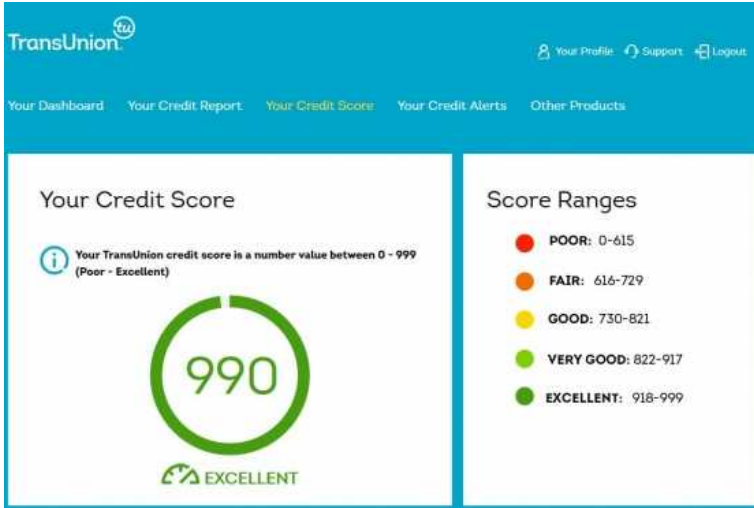 tu
TransUnion.
Your Profile Support Logout
Your Dashboard Your Credit Report Your Credit Score Your Credit Alerts Other Products
Your Credit Score
Your TransUnion credit score is a number value between 0 - 999
(Poor - Excellent)
990
EXCELLENT
Score Ranges
POOR: 0-615
FAIR: 616-729
GOOD: 730-821
VERY GOOD: 822-917
EXCELLENT: 918-999